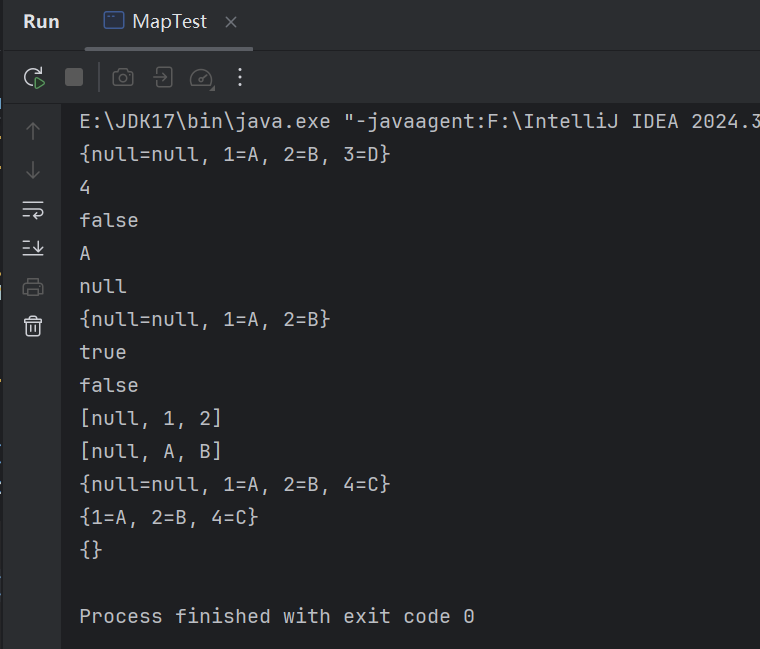 Run MapTest
E:\JDK17\bin\java.exe "-javaagent:F:\IntelliJ IDEA 2024.3
{null=null, 1=A, 2=B, 3=D}
4
false
A
null
{null=null, 1=A, 2=B}
true
false
[null, 1, 2]
[null, A, B]
{null=null, 1=A, 2=B, 4=C}
{1=A, 2=B, 4=C}
{}
Process finished with exit code 0